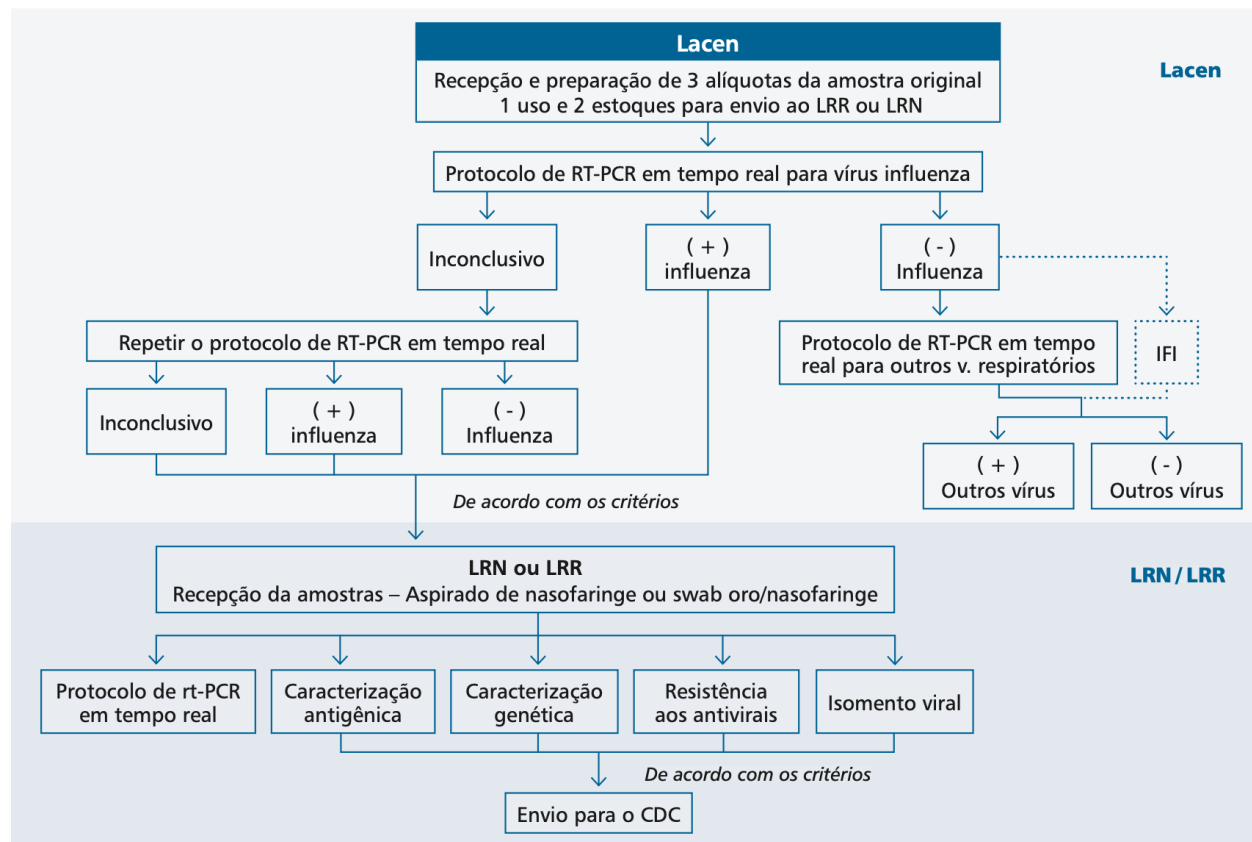 Lacen
Lacen
Recepção e preparação de 3 alíquotas da amostra original
1 uso e 2 estoques para envio ao LRR ou LRN
Protocolo de RT-PCR em tempo real para vírus influenza
Inconclusivo
( + )
influenza
( - )
Influenza
Repetir o protocolo de RT-PCR em tempo real
Protocolo de RT-PCR em tempo
real para outros v. respiratórios
IFI
Inconclusivo
( + )
influenza
( - )
Influenza
( + )
Outros vírus
( - )
Outros vírus
De acordo com os critérios
LRN ou LRR
Recepção da amostras – Aspirado de nasofaringe ou swab oro/nasofaringe
LRN / LRR
Protocolo de rt-PCR
em tempo real
Caracterização
antigênica
Caracterização
genética
Resistência
aos antivirais
Isomento viral
De acordo com os critérios
Envio para o CDC